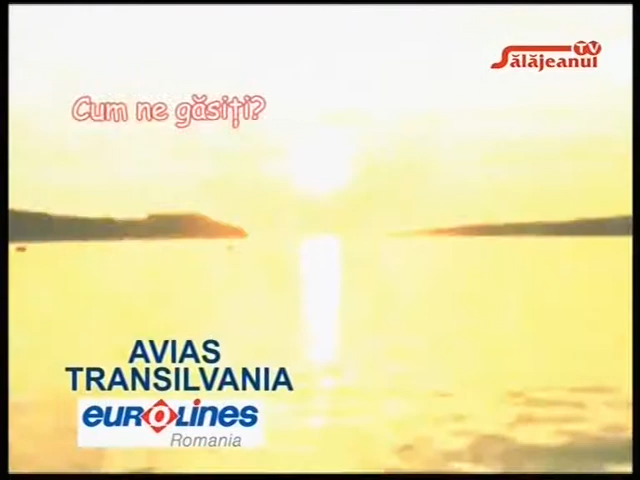 Sălăjeanul TV
Cum ne găsiți?
AVIAS
TRANSILVANIA
EUROLINES
Romania